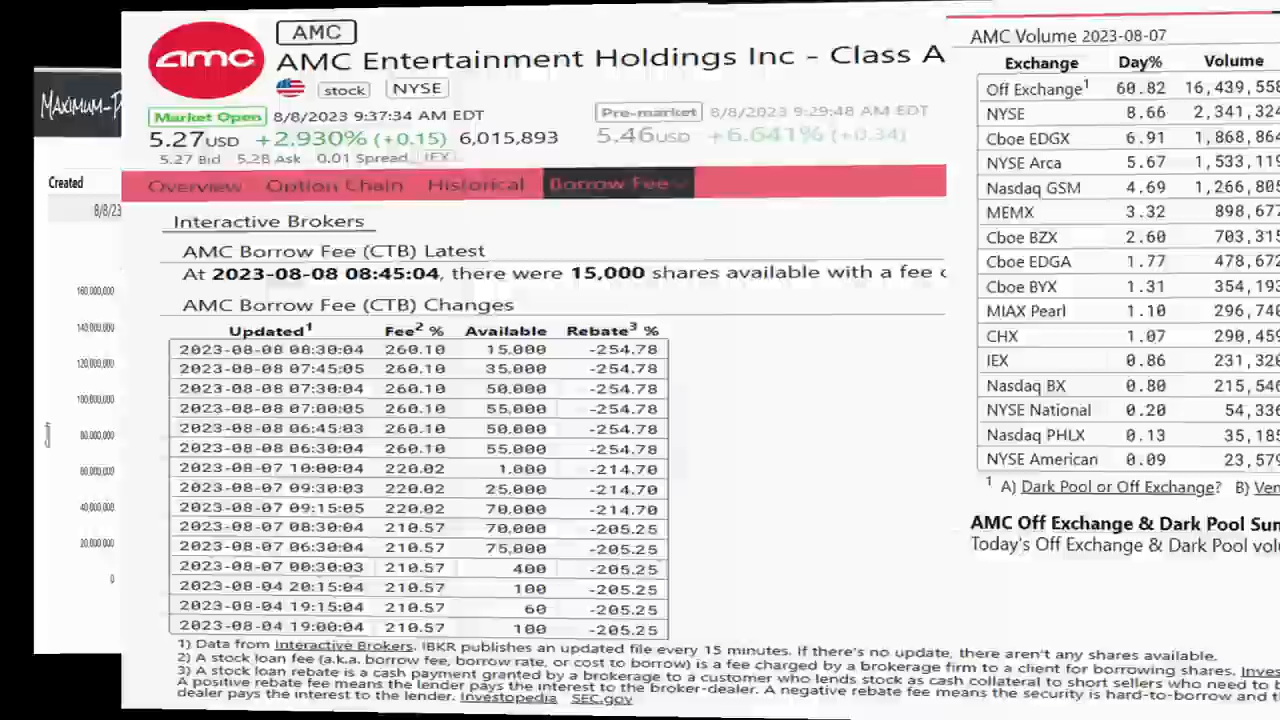 MAXIMUM-P
Created
8/8/23
160,000,000
140,000,000
120,000,000
100,000,000
80,000,000
60,000,000
40,000,000
20,000,000
0
amc
AMC
AMC Entertainment Holdings Inc - Class A
stock NYSE
Market Open 8/8/2023 9:37:34 AM EDT
5.27USD +2.930% (+0.15) 6,015,893
5.27 Bid 5.28 Ask 0.01 Spread IEX
Pre-market 8/8/2023 9:29:48 AM EDT
5.46USD +6.641% (+0.34)
Overview Option Chain Historical Borrow Fee
Interactive Brokers
AMC Borrow Fee (CTB) Latest
At 2023-08-08 08:45:04, there were 15,000 shares available with a fee
AMC Borrow Fee (CTB) Changes
Updated1 Fee2 % Available Rebate3 %
2023-08-08 08:30:04 260.10 15,000 -254.78
2023-08-08 07:45:05 260.10 35,000 -254.78
2023-08-08 07:30:04 260.10 50,000 -254.78
2023-08-08 07:00:05 260.10 55,000 -254.78
2023-08-08 06:45:03 260.10 50,000 -254.78
2023-08-08 06:30:04 260.10 55,000 -254.78
2023-08-07 10:00:04 220.02 1,000 -214.70
2023-08-07 09:30:03 220.02 25,000 -214.70
2023-08-07 09:15:05 220.02 70,000 -214.70
2023-08-07 08:30:04 210.57 70,000 -205.25
2023-08-07 06:30:04 210.57 75,000 -205.25
2023-08-07 00:30:03 210.57 400 -205.25
2023-08-04 20:15:04 210.57 100 -205.25
2023-08-04 19:15:04 210.57 60 -205.25
2023-08-04 19:00:04 210.57 100 -205.25
1) Data from Interactive Brokers. IBKR publishes an updated file every 15 minutes. If there's no update, there aren't any shares available.
2) A stock loan fee (a.k.a. borrow fee, borrow rate, or cost to borrow) is a fee charged by a brokerage firm to a client for borrowing shares. Inves
3) A stock loan rebate is a cash payment granted by a brokerage to a customer who lends stock as cash collateral to short sellers who need to b
A positive rebate fee means the lender pays the interest to the broker-dealer. A negative rebate fee means the security is hard-to-borrow and t
dealer pays the interest to the lender. Investopedia SEC.gov
AMC Volume 2023-08-07
Exchange Day% Volume
Off Exchange1 60.82 16,439,558
NYSE 8.66 2,341,324
Cboe EDGX 6.91 1,868,864
NYSE Arca 5.67 1,533,119
Nasdaq GSM 4.69 1,266,805
MEMX 3.32 898,677
Cboe BZX 2.60 703,315
Cboe EDGA 1.77 478,672
Cboe BYX 1.31 354,193
MIAX Pearl 1.10 296,740
CHX 1.07 290,459
IEX 0.86 231,326
Nasdaq BX 0.80 215,546
NYSE National 0.20 54,33
Nasdaq PHLX 0.13 35,18
NYSE American 0.09 23,579
1 A) Dark Pool or Off Exchange? B) Ven
AMC Off Exchange & Dark Pool Sum
Today's Off Exchange & Dark Pool volu